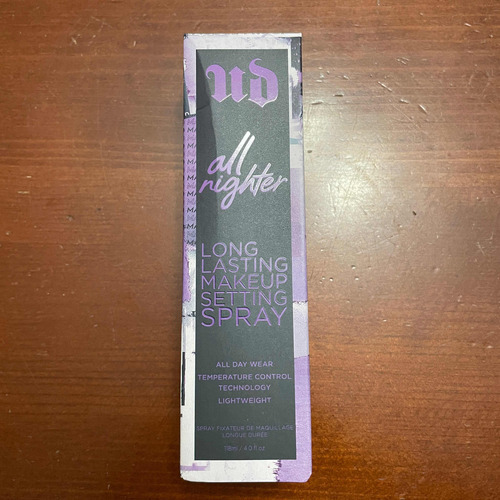 ud
all
nighter
LONG
LASTING
MAKEUP
SETTING
SPRAY
ALL DAY WEAR
TEMPERATURE CONTROL
TECHNOLOGY
LIGHTWEIGHT
SPRAY FIXATEUR DE MAQUILLAGE
LONGUE DURÉE
118ml / 4.0 fl.oz